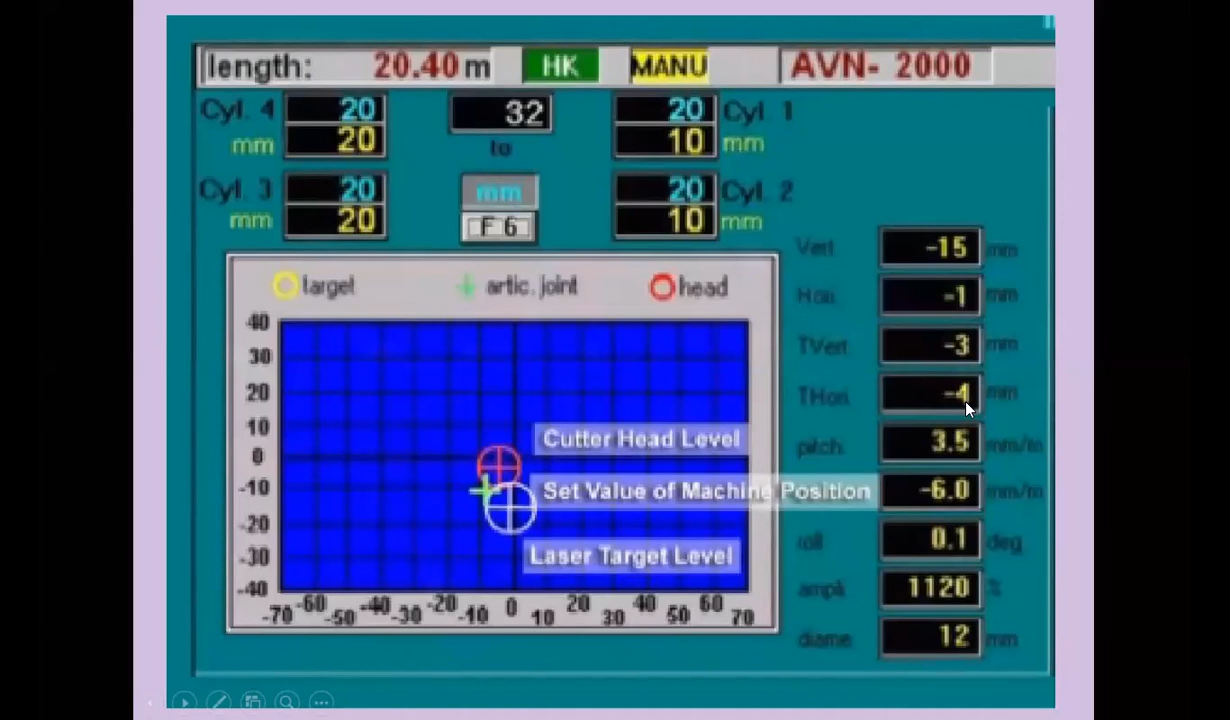 length: 20.40 m HK MANU AVN- 2000
Cyl. 4 20 32 20 Cyl 1
mm 20 to 10 mm
Cyl. 3 20 mm 20 Cyl. 2
mm 20 F 6 10 mm
target artic. joint head
Vert -15 mm
Hori -1 mm
TVert -3 mm
THori -4 mm
pitch 3.5 mm/m
-6.0 mm/m
roll 0.1 deg
ampli 1120 %
diame 12 mm
40
30
20
10
0
-10
-20
-30
-40
Cutter Head Level
Set Value of Machine Position
Laser Target Level
-70 -60 -50 -40 -30 -20 -10 0 10 20 30 40 50 60 70